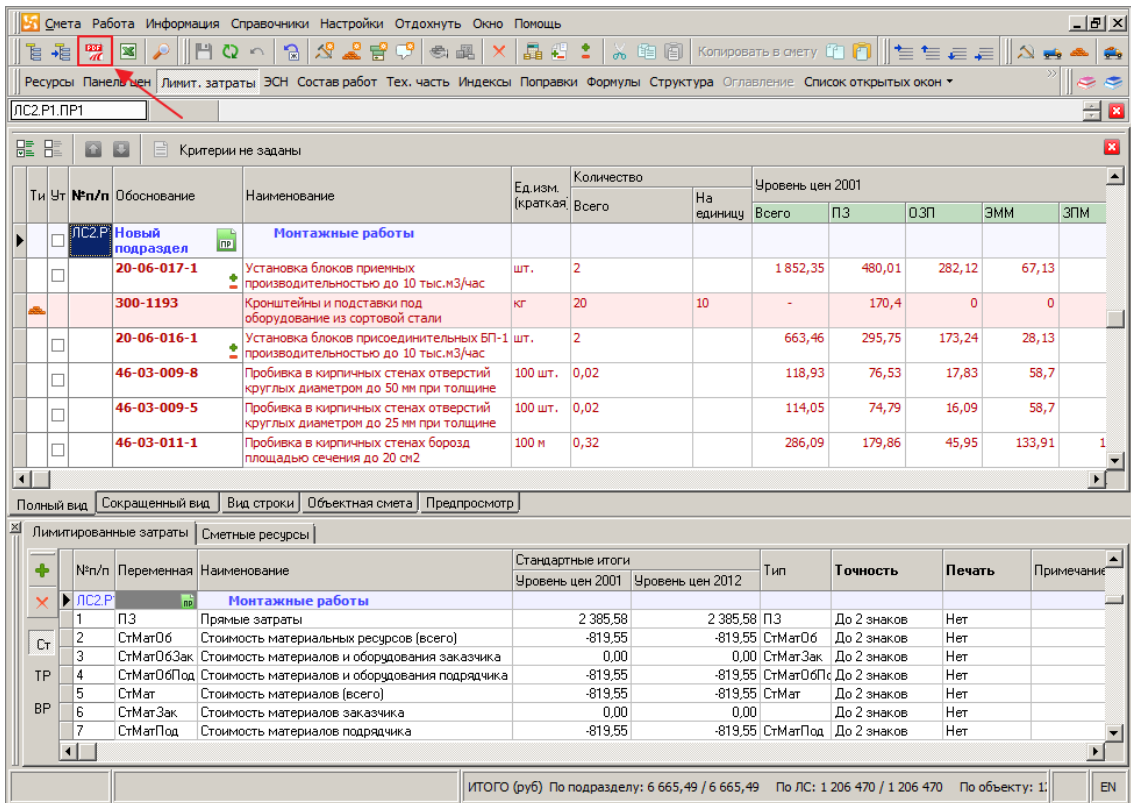 Смета Работа Информация Справочники Настройки Отдохнуть Окно Помощь
PDF
Копировать в смету
Ресурсы Панель цен Лимит. затраты ЭСН Состав работ Тех. часть Индексы Поправки Формулы Структура Оглавление Список открытых окон
ЛС2.Р1.ПР1
Критерии не заданы
Ти Ут №п/п Обоснование Наименование Ед.изм. (краткая) Количество Уровень цен 2001
Всего На единицу Всего ПЗ ОЗП ЭММ ЗПМ
ЛС2.Р Новый подраздел ПР Монтажные работы
20-06-017-1 Установка блоков приемных шт. 2 1 852,35 480,01 282,12 67,13
производительностью до 10 тыс.м3/час
300-1193 Кронштейны и подставки под кг 20 10 - 170,4 0 0
оборудование из сортовой стали
20-06-016-1 Установка блоков присоединительных БП-1 шт. 2 663,46 295,75 173,24 28,13
производительностью до 10 тыс.м3/час
46-03-009-8 Пробивка в кирпичных стенах отверстий 100 шт. 0,02 118,93 76,53 17,83 58,7
круглых диаметром до 50 мм при толщине
46-03-009-5 Пробивка в кирпичных стенах отверстий 100 шт. 0,02 114,05 74,79 16,09 58,7
круглых диаметром до 25 мм при толщине
46-03-011-1 Пробивка в кирпичных стенах борозд 100 м 0,32 286,09 179,86 45,95 133,91 1
площадью сечения до 20 см2
Полный вид Сокращенный вид Вид строки Объектная смета Предпросмотр
Лимитированные затраты Сметные ресурсы
№п/п Переменная Наименование Стандартные итоги Тип Точность Печать Примечание
Уровень цен 2001 Уровень цен 2012
ЛС2.Р ПР Монтажные работы
1 ПЗ Прямые затраты 2 385,58 2 385,58 ПЗ До 2 знаков Нет
Ст 2 СтМатОб Стоимость материальных ресурсов (всего) -819,55 -819,55 СтМатОб До 2 знаков Нет
3 СтМатОбЗак Стоимость материалов и оборудования заказчика 0,00 0,00 СтМатЗак До 2 знаков Нет
ТР 4 СтМатОбПод Стоимость материалов и оборудования подрядчика -819,55 -819,55 СтМатОбПо До 2 знаков Нет
5 СтМат Стоимость материалов (всего) -819,55 -819,55 СтМат До 2 знаков Нет
ВР 6 СтМатЗак Стоимость материалов заказчика 0,00 0,00 До 2 знаков Нет
7 СтМатПод Стоимость материалов подрядчика -819,55 -819,55 СтМатПод До 2 знаков Нет
ИТОГО (руб) По подразделу: 6 665,49 / 6 665,49 По ЛС: 1 206 470 / 1 206 470 По объекту: 12 EN